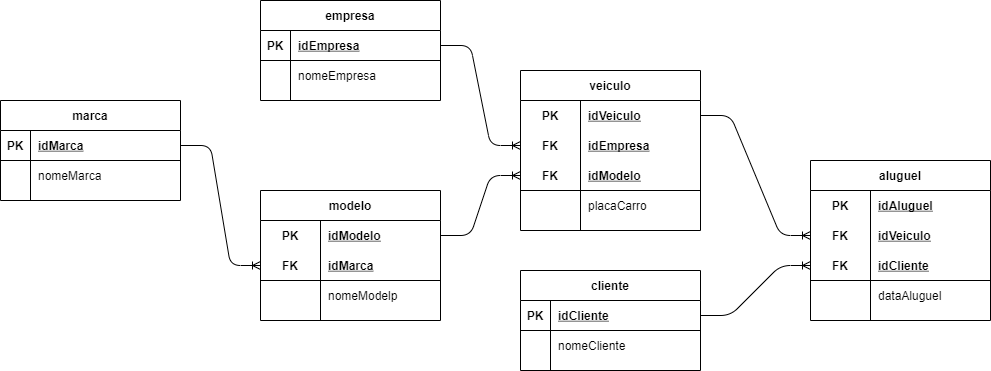 empresa
PK idEmpresa
nomeEmpresa
marca
PK idMarca
nomeMarca
modelo
PK idModelo
FK idMarca
nomeModelp
veiculo
PK idVeiculo
FK idEmpresa
FK idModelo
placaCarro
cliente
PK idCliente
nomeCliente
aluguel
PK idAluguel
FK idVeiculo
FK idCliente
dataAluguel